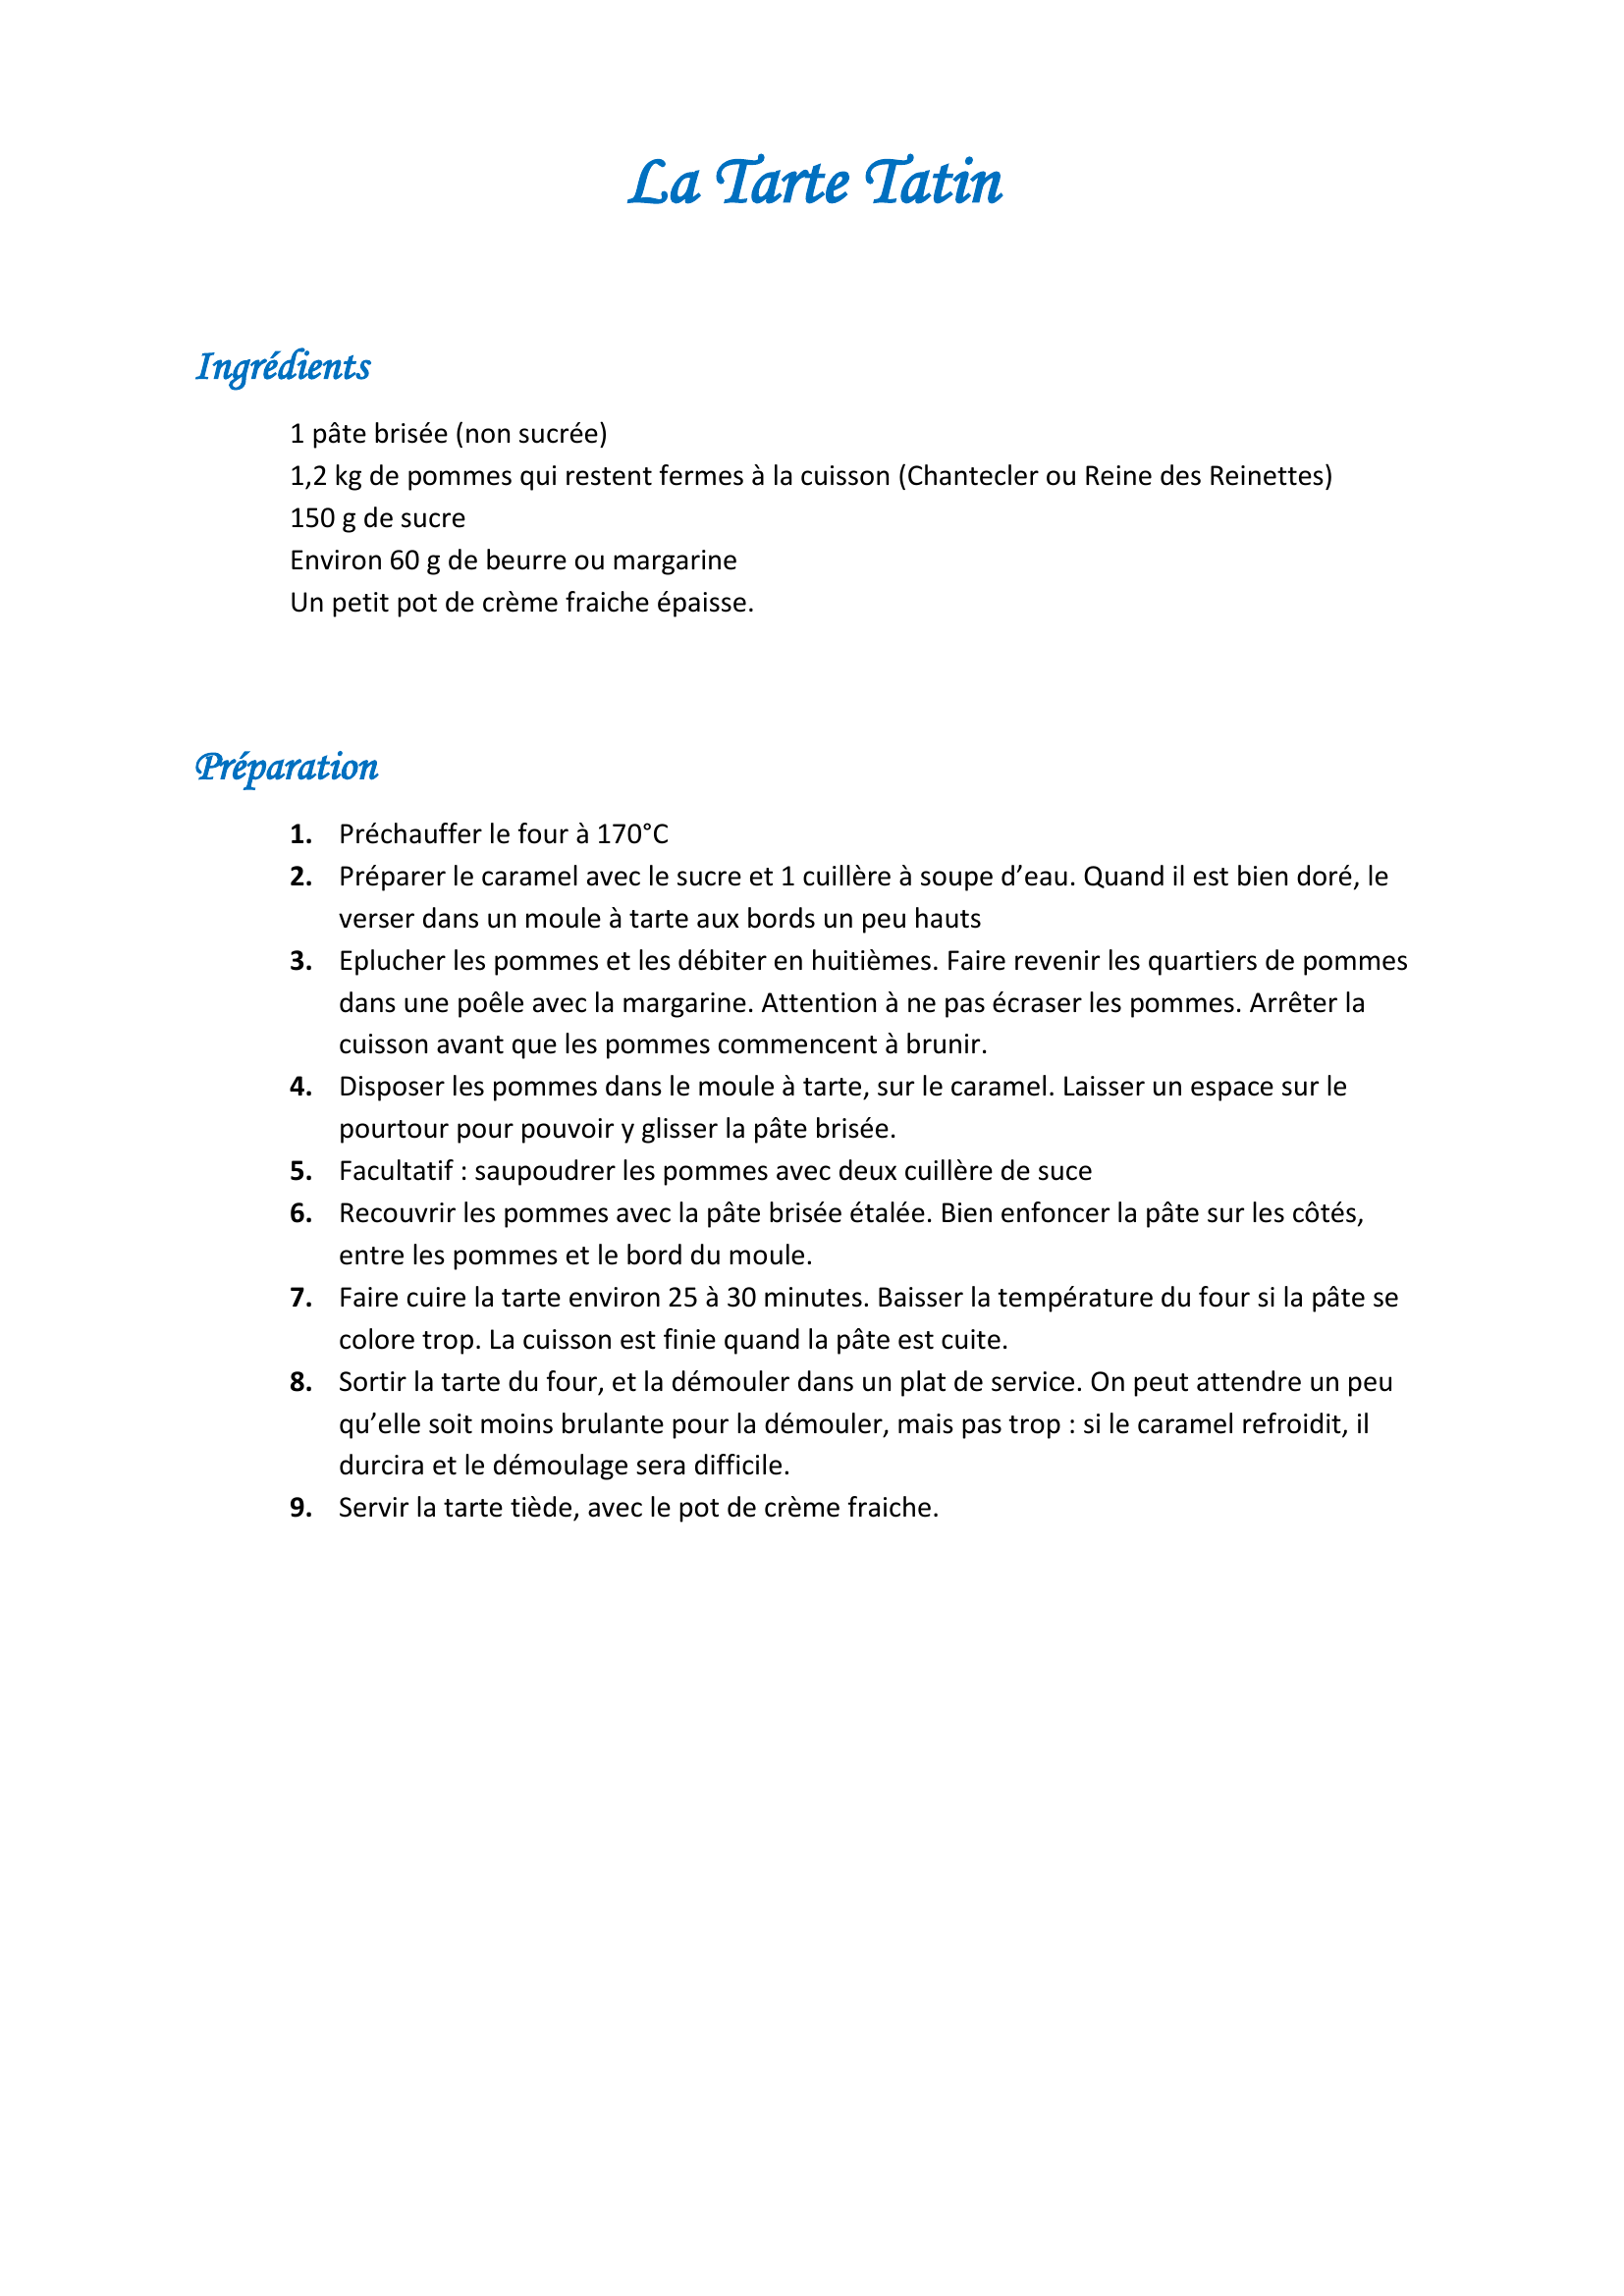 La Tarte Tatin
Ingrédients
1 pâte brisée (non sucrée)
1,2 kg de pommes qui restent fermes à la cuisson (Chantecler ou Reine des Reinettes)
150 g de sucre
Environ 60 g de beurre ou margarine
Un petit pot de crème fraiche épaisse.
Préparation
1. Préchauffer le four à 170°C
2. Préparer le caramel avec le sucre et 1 cuillère à soupe d’eau. Quand il est bien doré, le
verser dans un moule à tarte aux bords un peu hauts
3. Eplucher les pommes et les débiter en huitièmes. Faire revenir les quartiers de pommes
dans une poêle avec la margarine. Attention à ne pas écraser les pommes. Arrêter la
cuisson avant que les pommes commencent à brunir.
4. Disposer les pommes dans le moule à tarte, sur le caramel. Laisser un espace sur le
pourtour pour pouvoir y glisser la pâte brisée.
5. Facultatif : saupoudrer les pommes avec deux cuillère de suce
6. Recouvrir les pommes avec la pâte brisée étalée. Bien enfoncer la pâte sur les côtés,
entre les pommes et le bord du moule.
7. Faire cuire la tarte environ 25 à 30 minutes. Baisser la température du four si la pâte se
colore trop. La cuisson est finie quand la pâte est cuite.
8. Sortir la tarte du four, et la démouler dans un plat de service. On peut attendre un peu
qu’elle soit moins brulante pour la démouler, mais pas trop : si le caramel refroidit, il
durcira et le démoulage sera difficile.
9. Servir la tarte tiède, avec le pot de crème fraiche.